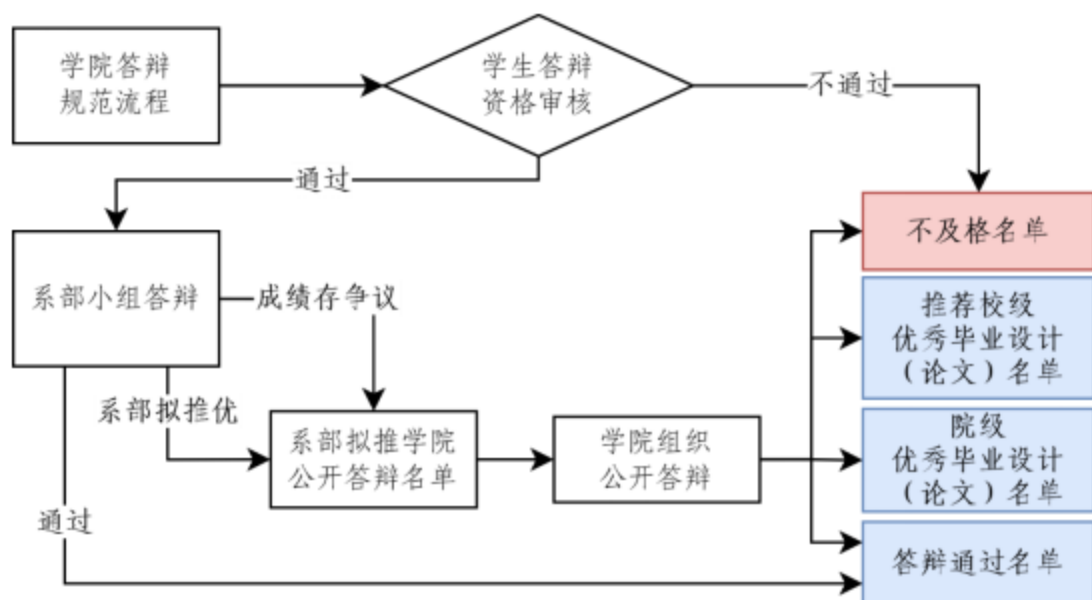 学院答辩
规范流程
学生答辩
资格审核
不通过
通过
不及格名单
系部小组答辩
成绩存争议
推荐校级
优秀毕业设计
（论文）名单
系部拟推优
系部拟推学院
公开答辩名单
学院组织
公开答辩
院级
优秀毕业设计
（论文）名单
通过
答辩通过名单